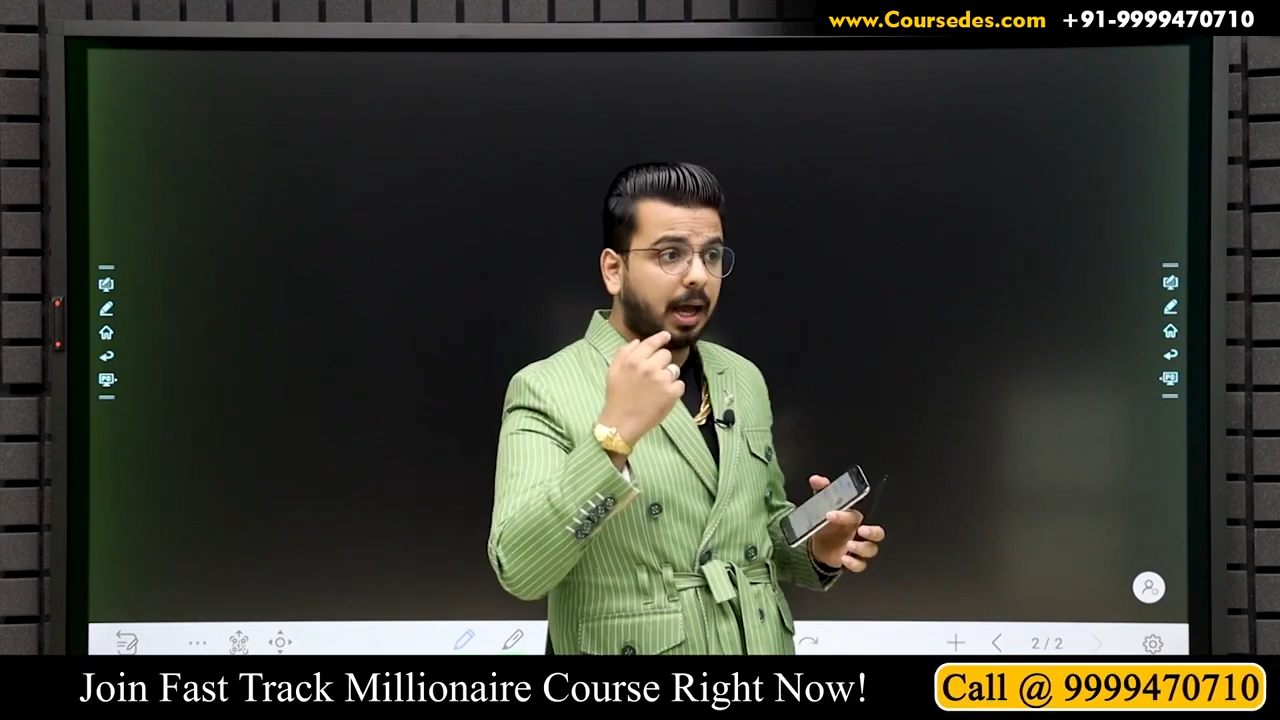 www.Coursedes.com +91-9999470710
2/2
Join Fast Track Millionaire Course Right Now!
Call @ 9999470710